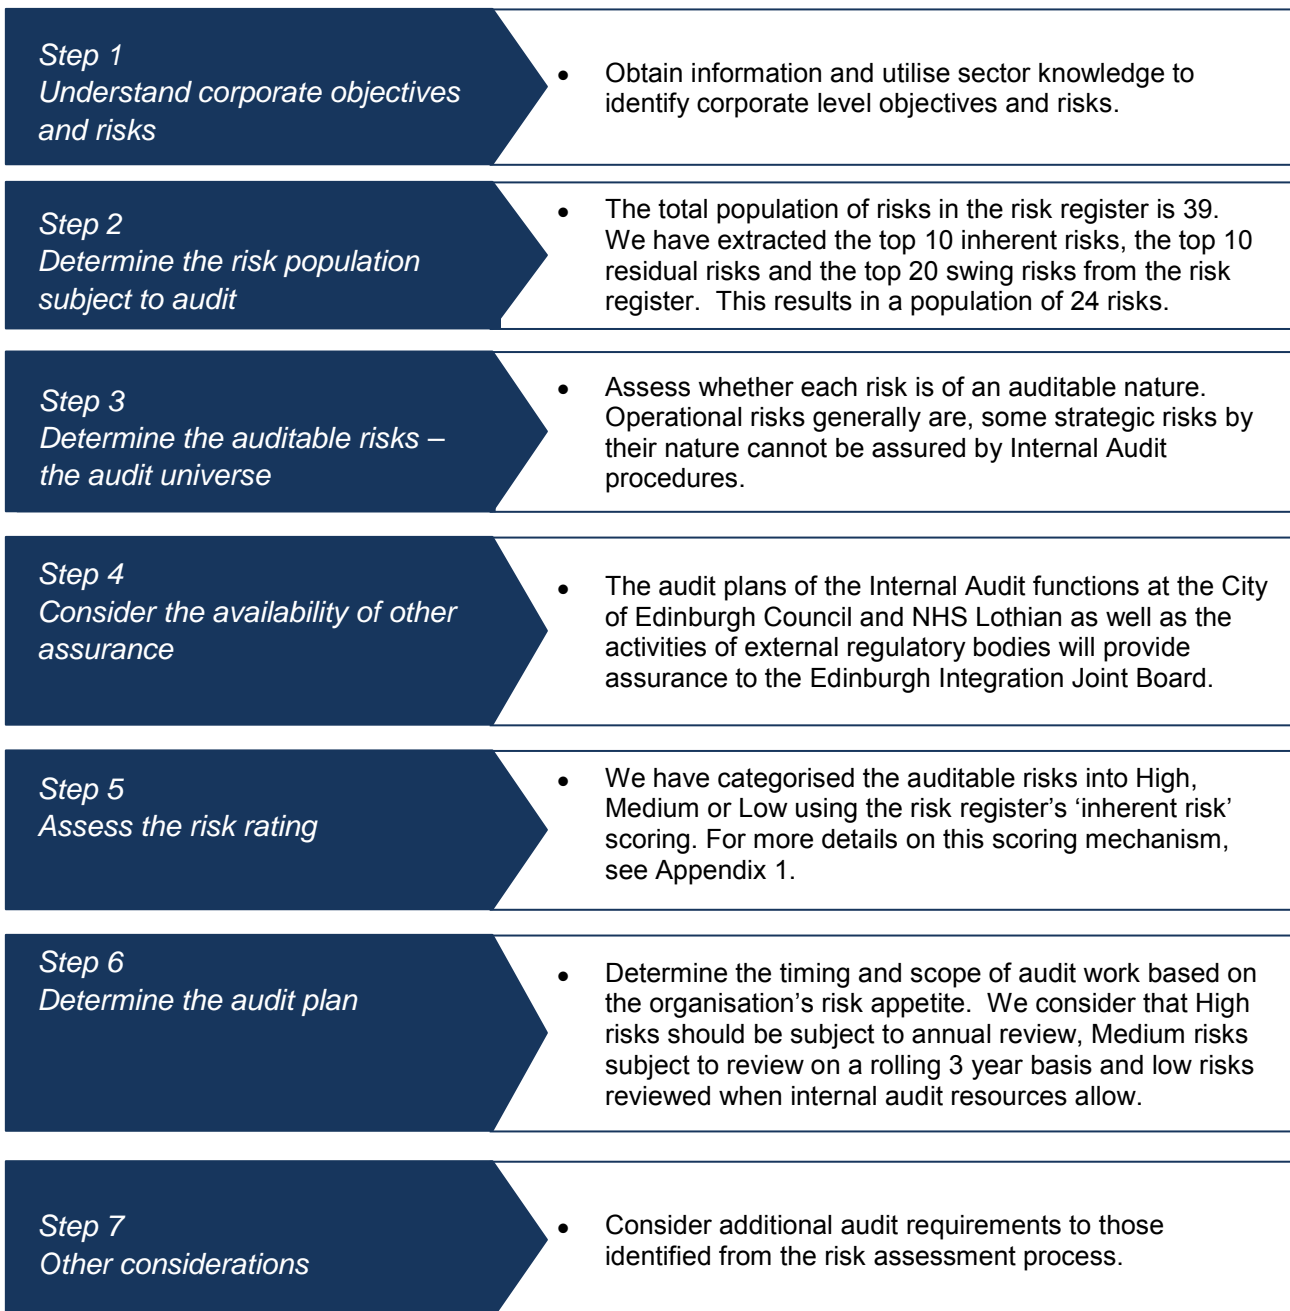 Step 1
Understand corporate objectives
and risks
• Obtain information and utilise sector knowledge to
identify corporate level objectives and risks.
Step 2
Determine the risk population
subject to audit
• The total population of risks in the risk register is 39.
We have extracted the top 10 inherent risks, the top 10
residual risks and the top 20 swing risks from the risk
register. This results in a population of 24 risks.
Step 3
Determine the auditable risks –
the audit universe
• Assess whether each risk is of an auditable nature.
Operational risks generally are, some strategic risks by
their nature cannot be assured by Internal Audit
procedures.
Step 4
Consider the availability of other
assurance
• The audit plans of the Internal Audit functions at the City
of Edinburgh Council and NHS Lothian as well as the
activities of external regulatory bodies will provide
assurance to the Edinburgh Integration Joint Board.
Step 5
Assess the risk rating
• We have categorised the auditable risks into High,
Medium or Low using the risk register’s ‘inherent risk’
scoring. For more details on this scoring mechanism,
see Appendix 1.
Step 6
Determine the audit plan
• Determine the timing and scope of audit work based on
the organisation’s risk appetite. We consider that High
risks should be subject to annual review, Medium risks
subject to review on a rolling 3 year basis and low risks
reviewed when internal audit resources allow.
Step 7
Other considerations
• Consider additional audit requirements to those
identified from the risk assessment process.